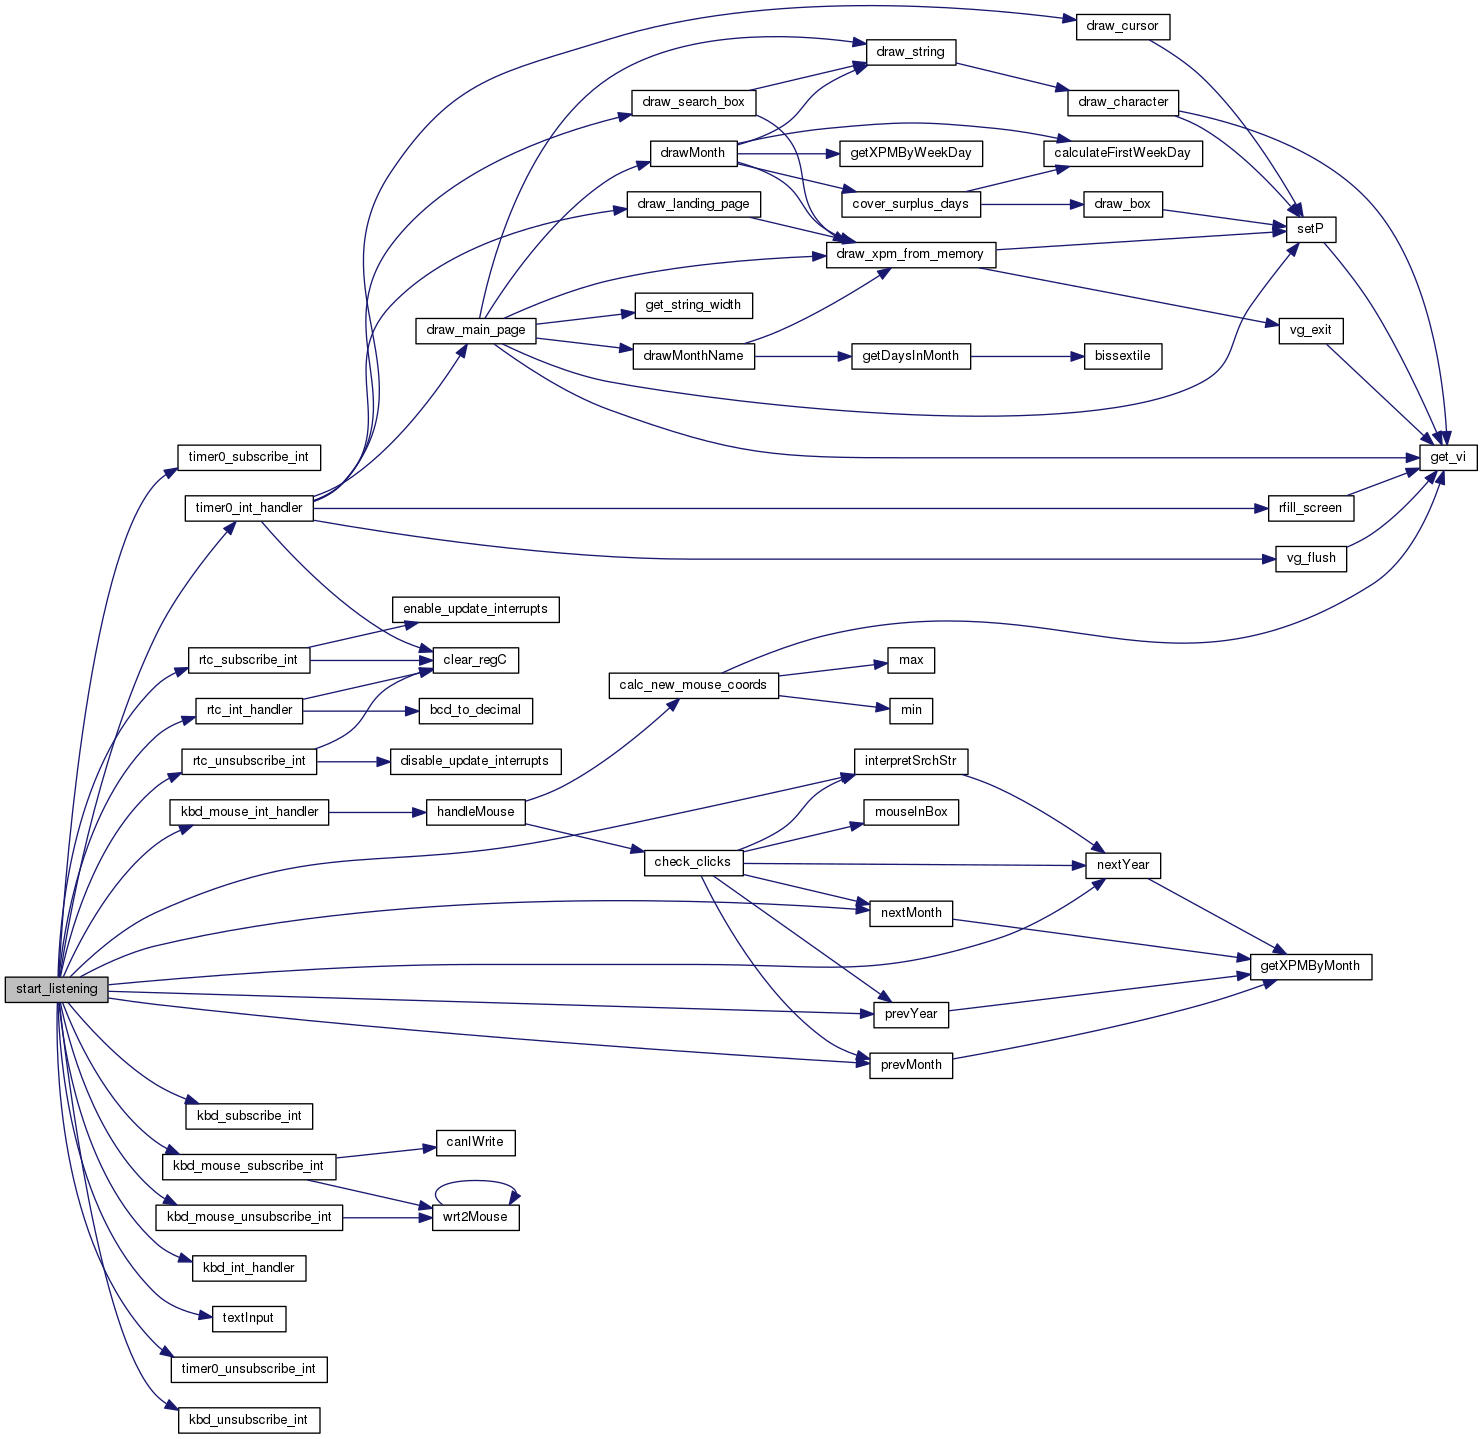 draw_cursor
draw_string
draw_search_box
draw_character
drawMonth
getXPMByWeekDay
calculateFirstWeekDay
draw_landing_page
cover_surplus_days
draw_box
setP
draw_xpm_from_memory
get_string_width
draw_main_page
vg_exit
drawMonthName
getDaysInMonth
bissextile
timer0_subscribe_int
get_vi
timer0_int_handler
rfill_screen
vg_flush
enable_update_interrupts
rtc_subscribe_int
clear_regC
max
calc_new_mouse_coords
rtc_int_handler
bcd_to_decimal
min
rtc_unsubscribe_int
disable_update_interrupts
interpretSrchStr
kbd_mouse_int_handler
handleMouse
mouseInBox
check_clicks
nextYear
nextMonth
getXPMByMonth
start_listening
prevYear
prevMonth
kbd_subscribe_int
canIWrite
kbd_mouse_subscribe_int
kbd_mouse_unsubscribe_int
wrt2Mouse
kbd_int_handler
textInput
timer0_unsubscribe_int
kbd_unsubscribe_int